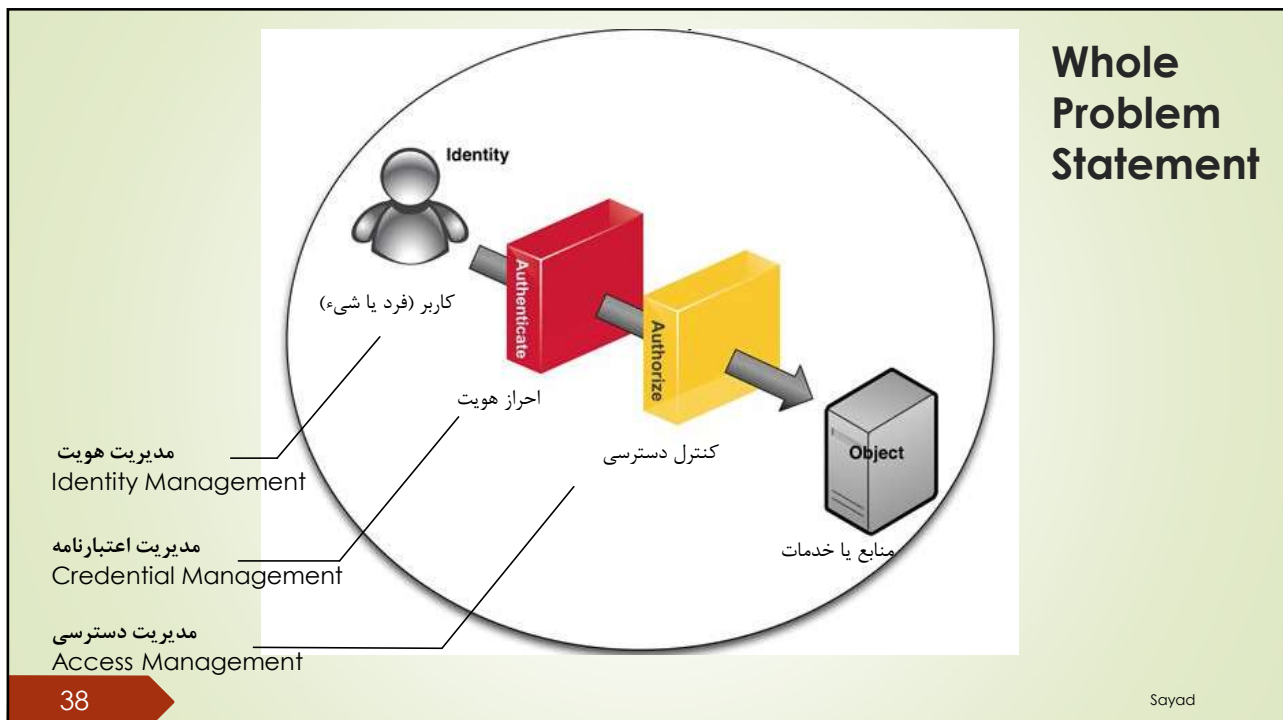 Whole
Problem
Statement
Identity
Authenticate
Authorize
Object
کاربر (فرد یا شیء)
احراز هویت
کنترل دسترسی
منابع یا خدمات
مدیریت هویت
Identity Management
مدیریت اعتبارنامه
Credential Management
مدیریت دسترسی
Access Management
38
Sayad